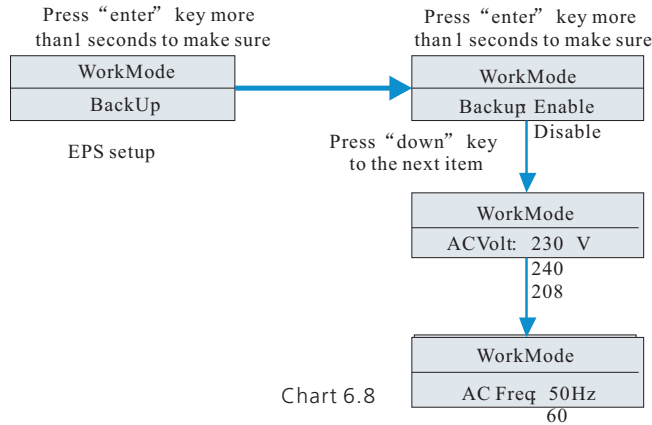 Press “enter” key more
than1 seconds to make sure
WorkMode
BackUp
EPS setup
Press “enter” key more
than1 seconds to make sure
WorkMode
Backup: Enable
Disable
Press “down” key
to the next item
WorkMode
ACVolt: 230 V
240
208
WorkMode
AC Freq: 50Hz
60
Chart 6.8